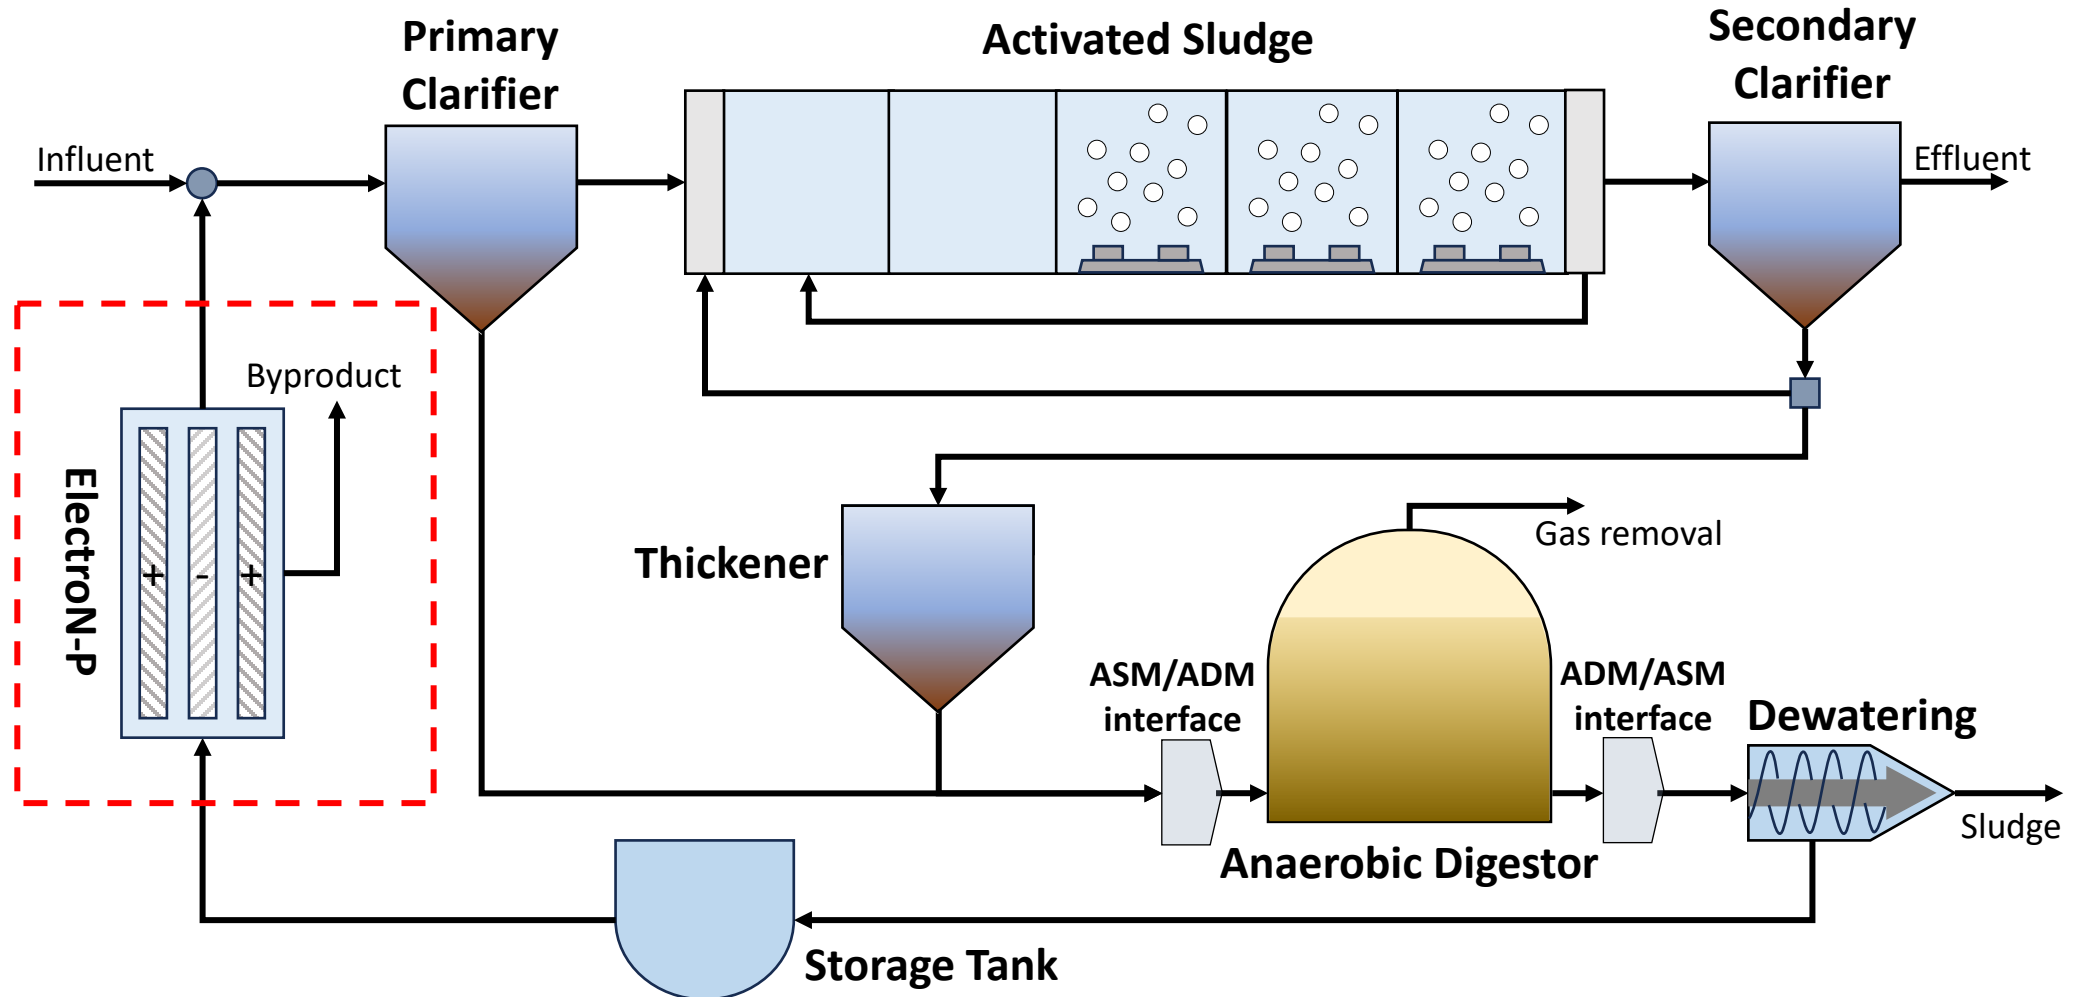 Primary
Clarifier
Activated Sludge
Secondary
Clarifier
Influent
Effluent
Byproduct
ElectroN-P
+ - +
Thickener
Gas removal
ASM/ADM
interface
ADM/ASM
interface
Dewatering
Sludge
Anaerobic Digestor
Storage Tank